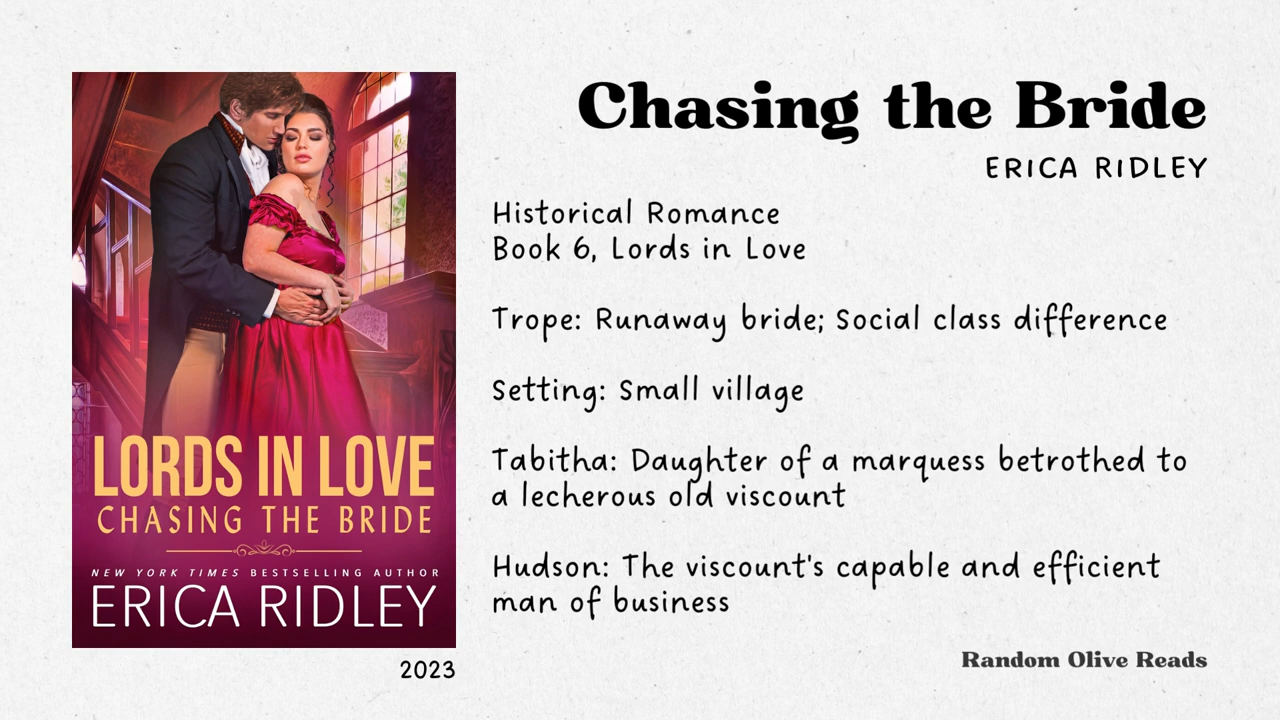 Chasing the Bride
ERICA RIDLEY
Historical Romance
Book 6, Lords in Love
Trope: Runaway bride; Social class difference
Setting: Small village
Tabitha: Daughter of a marquess betrothed to
a lecherous old viscount
Hudson: The viscount's capable and efficient
man of business
LORDS IN LOVE
CHASING THE BRIDE
NEW YORK TIMES BESTSELLING AUTHOR
ERICA RIDLEY
2023
Random Olive Reads